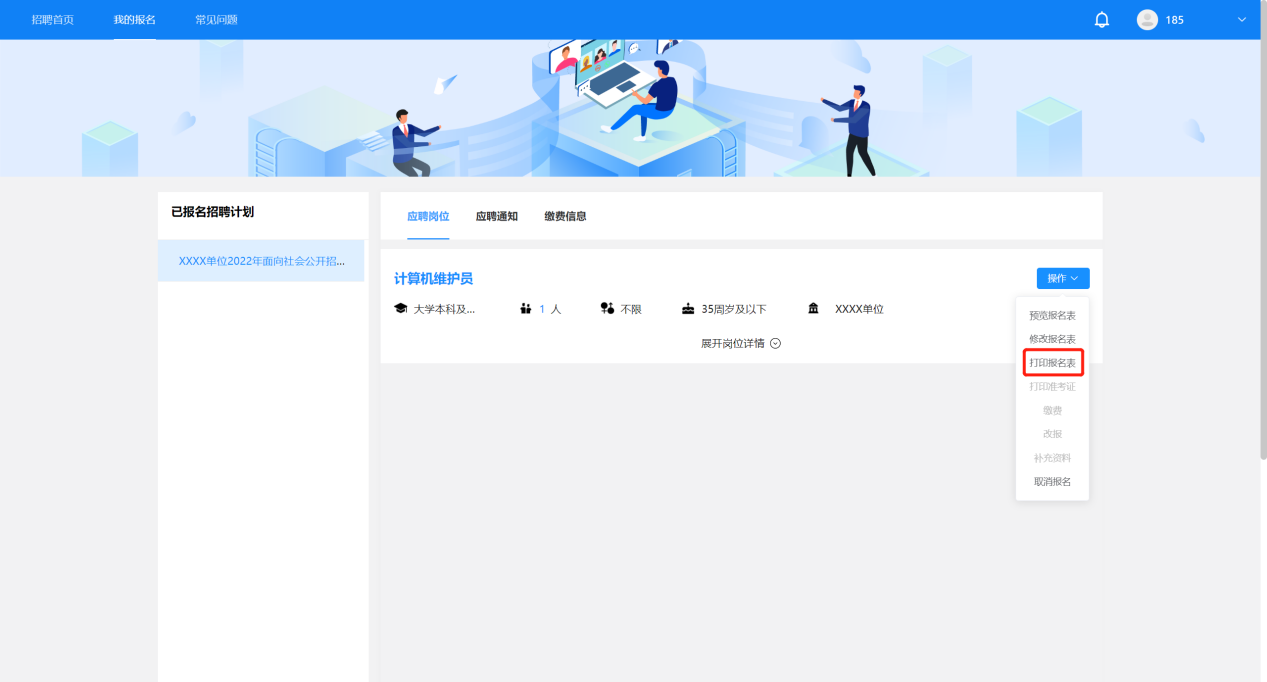 招聘首页 我的报名 常见问题 185
已报名招聘计划
XXXX单位2022年面向社会公开招...
应聘岗位 应聘通知 缴费信息
计算机维护员
操作
大学本科及... 1 人 不限 35周岁及以下 XXXX单位
展开岗位详情
预览报名表
修改报名表
打印报名表
打印准考证
缴费
改报
补充资料
取消报名